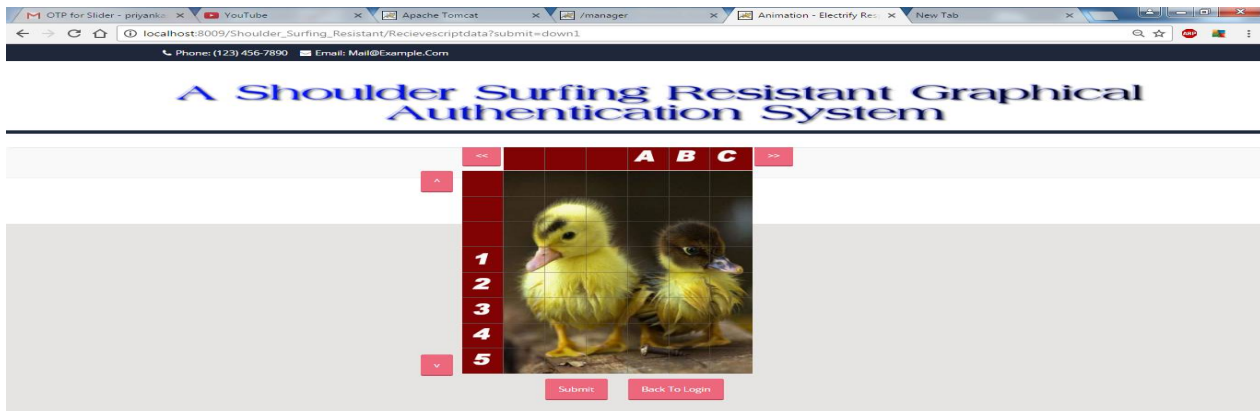 OTP for Slider - priyanka
YouTube
Apache Tomcat
/manager
Animation - Electrify Res
New Tab
localhost:8009/Shoulder_Surfing_Resistant/Recievescriptdata?submit=down1
ABP
Phone: (123) 456-7890 Email: Mail@Example.Com
A Shoulder Surfing Resistant Graphical
Authentication System
<< A B C >>
^
1
2
3
4
v 5
Submit Back To Login